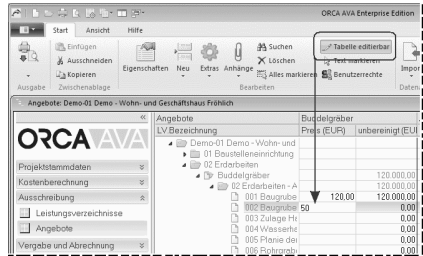 ORCA AVA Enterprise Edition
Start Ansicht Hilfe
Einfügen
Ausschneiden
Kopieren
Eigenschaften Neu Extras Anhänge
Suchen
Löschen
Alles markieren
Tabelle editierbar
Text markieren
Benutzerrechte
Impor
Ausgabe Zwischenablage Bearbeiten Daten
Angebote: Demo-01 Demo - Wohn- und Geschäftshaus Fröhlich
«
ORCA AVA
Projektstammdaten
Kostenberechnung
Ausschreibung
Leistungsverzeichnisse
Angebote
Vergabe und Abrechnung
Angebote Buddelgräber
LV.Bezeichnung Preis (EUR) unbereinigt (EU
Demo-01 Demo - Wohn- und
01 Baustelleneinrichtung
02 Erdarbeiten
Buddelgräber 120.000,00
02 Erdarbeiten - A 120.000,00
001 Baugrube 120,00 120.000,00
002 Baugrube 50 0,00
003 Zulage He 0,00
004 Wasserha 0,00
005 Planie der 0,00
006 Rohrgrabe 0,00